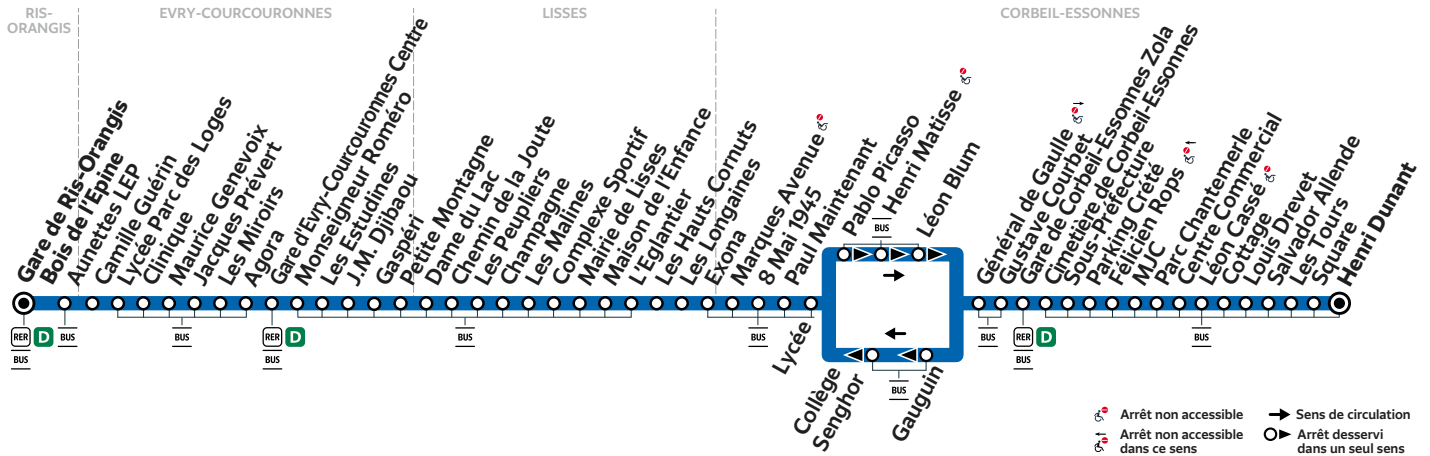 RIS-
ORANGIS
EVRY-COURCOURONNES
LISSES
CORBEIL-ESSONNES
Gare de Ris-Orangis
Bois de l'Epine
Aunettes LEP
Camille Guérin
Lycée Parc des Loges
Clinique
Maurice Genevoix
Jacques Prévert
Les Miroirs
Agora
Gare d'Evry-Courcouronnes Centre
Monseigneur Roméro
Les Estudines
J.M. Djibaou
Gaspéri
Petite Montagne
Dame du Lac
Chemin de la Joute
Les Peupliers
Champagne
Les Malines
Complexe Sportif
Mairie de Lisses
Maison de l'Enfance
L'Eglantier
Les Hauts Cornuts
Les Longaines
Exona
Marques Avenue
8 Mai 1945
Paul Maintenant
Lycée
Pablo Picasso
Henri Matisse
Léon Blum
Collège
Senghor
Gauguin
Général de Gaulle
Gustave Courbet
Gare de Corbeil-Essonnes Zola
Cimetière de Corbeil-Essonnes
Sous-Préfecture
Parking Crété
Félicien Rops
MJC
Parc Chantemerle
Centre Commercial
Léon Cassé
Cottage
Louis Drevet
Salvador Allende
Les Tours
Square
Henri Dunant
RER D
BUS
BUS
BUS
RER D
BUS
BUS
BUS
BUS
BUS
BUS
RER D
BUS
BUS
Arrêt non accessible
Arrêt non accessible
dans ce sens
Sens de circulation
Arrêt desservi
dans un seul sens